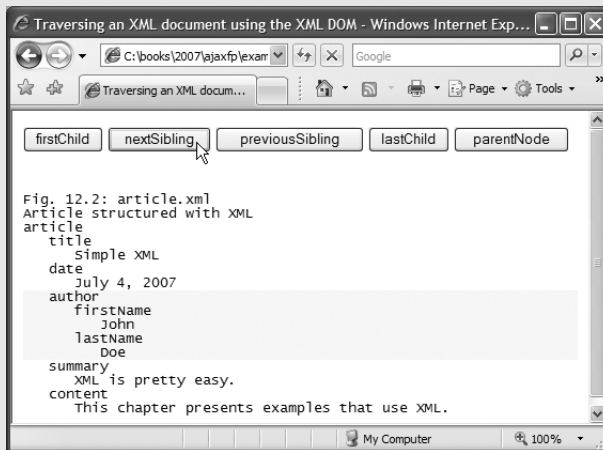 Traversing an XML document using the XML DOM - Windows Internet Exp...
C:\books\2007\ajaxfp\exam
Google
Traversing an XML docum...
Page
Tools
»
firstChild
nextSibling
previousSibling
lastChild
parentNode
Fig. 12.2: article.xml
Article structured with XML
article
title
Simple XML
date
July 4, 2007
author
firstName
John
lastName
Doe
summary
XML is pretty easy.
content
This chapter presents examples that use XML.
My Computer
100%